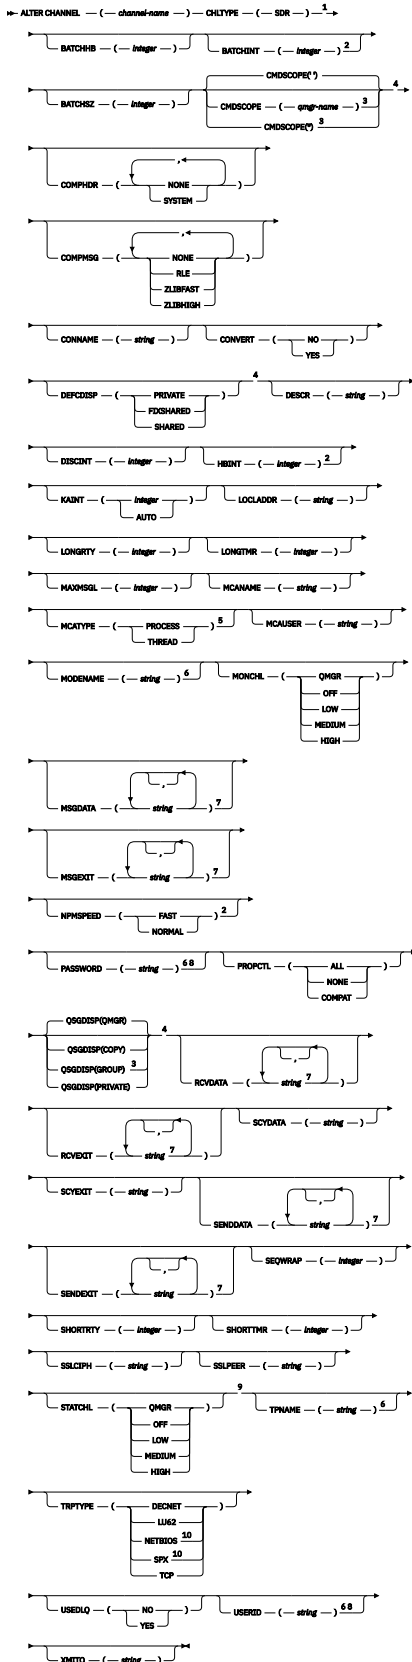 ALTER CHANNEL ( channel-name ) CHLTYPE ( SDR ) 1
BATCHHB ( integer ) BATCHINT ( integer ) 2
CMDSCOPE(' ')
BATCHSZ ( integer ) CMDSCOPE ( qmgr-name ) 3 4
CMDSCOPE(*) 3
,
COMPHDR ( NONE )
SYSTEM
,
COMPMSG ( NONE )
RLE
ZLIBFAST
ZLIBHIGH
CONNAME ( string ) CONVERT ( NO )
YES
DEFCDISP ( PRIVATE ) 4 DESCR ( string )
FIXSHARED
SHARED
DISCINT ( integer ) HBINT ( integer ) 2
KAINT ( integer ) LOCLADDR ( string )
AUTO
LONGRTY ( integer ) LONGTMR ( integer )
MAXMSGL ( integer ) MCANAME ( string )
MCATYPE ( PROCESS ) 5 MCAUSER ( string )
THREAD
MODENAME ( string ) 6 MONCHL ( QMGR )
OFF
LOW
MEDIUM
HIGH
,
MSGDATA ( string ) 7
,
MSGEXIT ( string ) 7
NPMSPEED ( FAST ) 2
NORMAL
PASSWORD ( string ) 6 8 PROPCTL ( ALL )
NONE
COMPAT
QSGDISP(QMGR) 4
QSGDISP(COPY) ,
QSGDISP(GROUP) 3 RCVDATA ( string 7 )
QSGDISP(PRIVATE)
,
RCVEXIT ( string 7 ) SCYDATA ( string )
SCYEXIT ( string ) ,
SENDDATA ( string ) 7
,
SENDEXIT ( string ) 7 SEQWRAP ( integer )
SHORTRTY ( integer ) SHORTTMR ( integer )
SSLCIPH ( string ) SSLPEER ( string )
STATCHL ( QMGR ) 9 TPNAME ( string ) 6
OFF
LOW
MEDIUM
HIGH
TRPTYPE ( DECNET )
LU62
NETBIOS 10
SPX 10
TCP
USEDLQ ( NO ) USERID ( string ) 6 8
YES
XMITQ ( string )